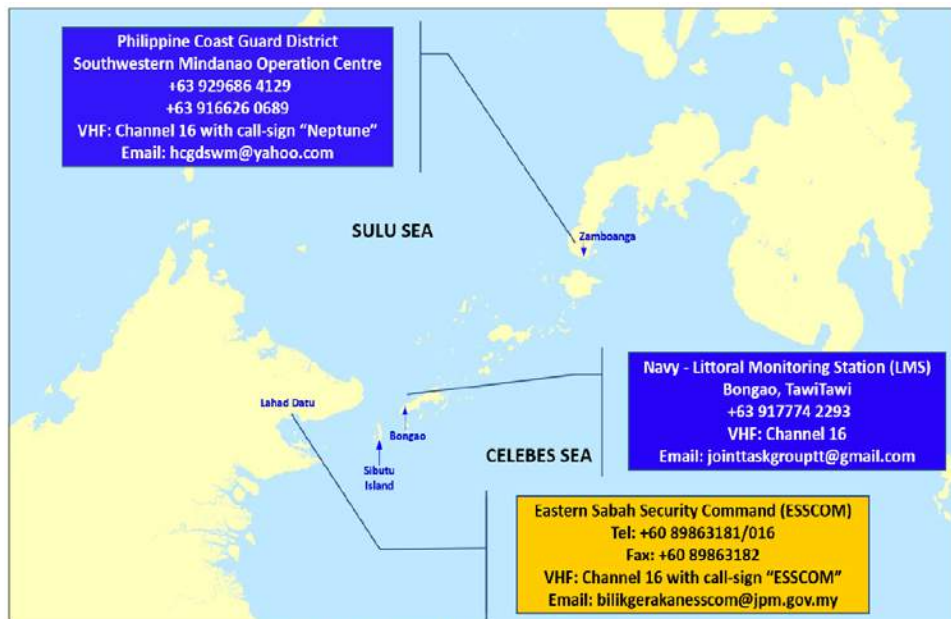 Philippine Coast Guard District
Southwestern Mindanao Operation Centre
+63 929686 4129
+63 916626 0689
VHF: Channel 16 with call-sign “Neptune”
Email: hcgdswm@yahoo.com
SULU SEA
Zamboanga
Navy - Littoral Monitoring Station (LMS)
Bongao, TawiTawi
+63 917774 2293
VHF: Channel 16
Email: jointtaskgrouptt@gmail.com
Lahad Datu
Bongao
Sibutu
Island
CELEBES SEA
Eastern Sabah Security Command (ESSCOM)
Tel: +60 89863181/016
Fax: +60 89863182
VHF: Channel 16 with call-sign “ESSCOM”
Email: bilikgerakanesscom@jpm.gov.my